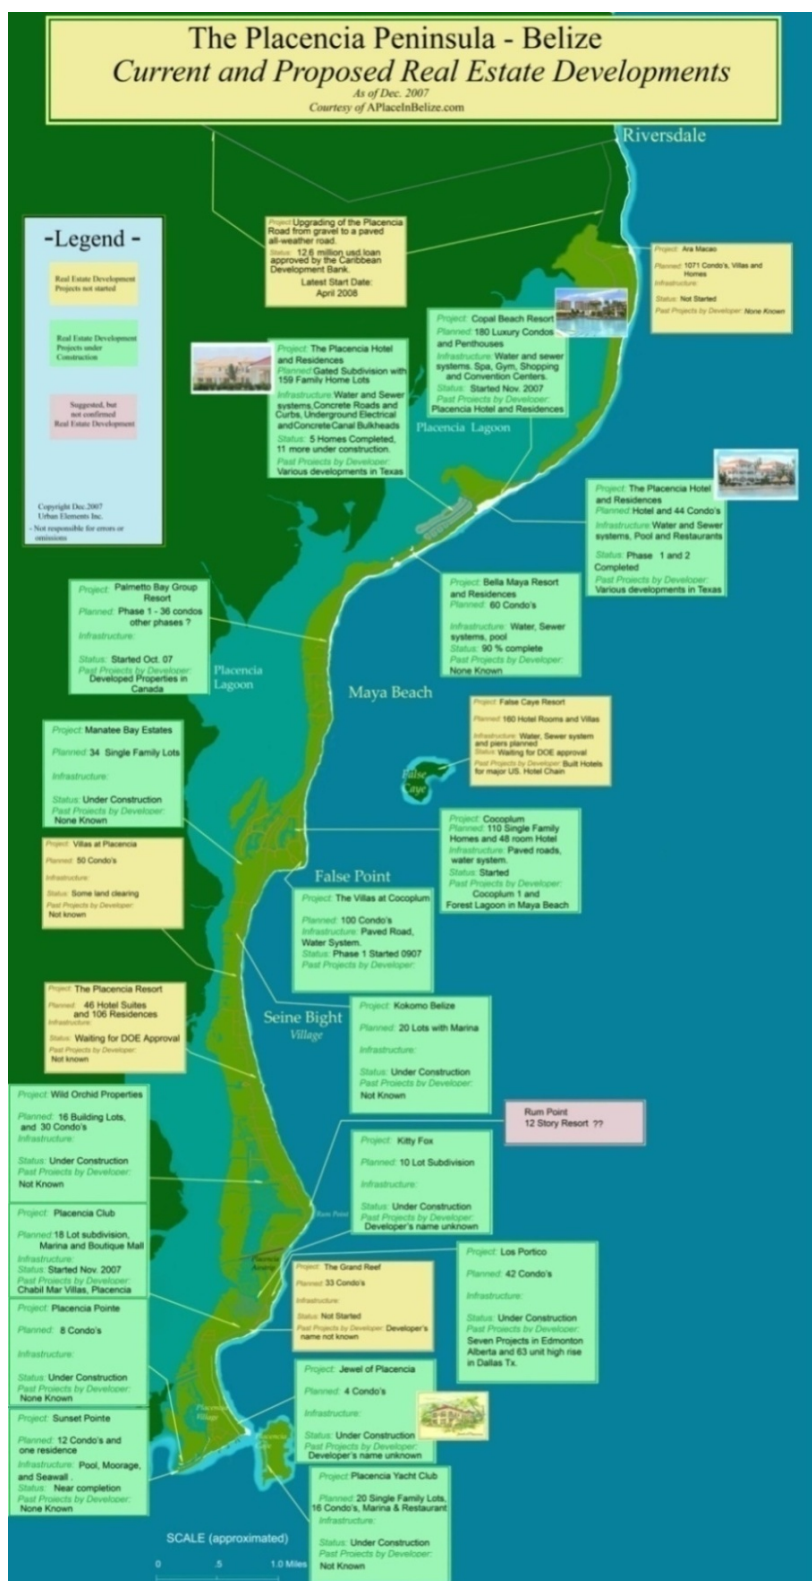 The Placencia Peninsula - Belize
Current and Proposed Real Estate Developments
As of Dec. 2007
Courtesy of APlaceInBelize.com
Riversdale
-Legend -
Real Estate Development
Projects not started
Real Estate Development
Projects under
Construction
Suggested, but
not confirmed
Real Estate Development
Copyright Dec.2007
Urban Elements Inc.
- Not responsible for errors or
omissions
Project: Upgrading of the Placencia
Road from gravel to a paved
all-weather road.
Status: 12.6 million usd.loan
approved by the Caribbean
Development Bank.
Latest Start Date:
April 2008
Project: Ara Macao
Planned: 1071 Condo's, Villas and
Homes
Infrastructure:
Status: Not Started
Past Projects by Developer: None Known
Project: Copal Beach Resort
Planned: 180 Luxury Condos
and Penthouses
Infrastructure: Water and sewer
systems. Spa, Gym, Shopping
and Convention Centers.
Status: Started Nov. 2007
Past Projects by Developer:
Placencia Hotel and Residences
Project: The Placencia Hotel
and Residences
Planned: Gated Subdivision with
159 Family Home Lots
Infrastructure: Water and Sewer
systems,Concrete Roads and
Curbs, Underground Electrical
andConcreteCanal Bulkheads
Status: 5 Homes Completed,
11 more under construction.
Past Projects by Developer:
Various developments in Texas
Placencia Lagoon
Project: The Placencia Hotel
and Residences
Planned: Hotel and 44 Condo's
Infrastructure: Water and Sewer
systems, Pool and Restaurants
Status: Phase 1 and 2
Completed
Past Projects by Developer:
Various developments in Texas
Project: Bella Maya Resort
and Residences
Planned: 60 Condo's
Infrastructure: Water, Sewer
systems, pool
Status: 90 % complete
Past Projects by Developer:
None Known
Project: Palmetto Bay Group
Resort
Planned: Phase 1 - 36 condos
other phases ?
Infrastructure:
Status: Started Oct. 07
Past Projects by Developer:
Developed Properties in
Canada
Placencia
Lagoon
Maya Beach
Project: False Caye Resort
Planned: 160 Hotel Rooms and Villas
Infrastructure: Water, Sewer system
and piers planned
Status: Waiting for DOE approval
Past Projects by Developer: Built Hotels
for major US. Hotel Chain
False
Caye
Project: Manatee Bay Estates
Planned: 34 Single Family Lots
Infrastructure:
Status: Under Construction
Past Projects by Developer:
None Known
Project: Cocoplum
Planned: 110 Single Family
Homes and 48 room Hotel
Infrastructure: Paved roads,
water system.
Status: Started
Past Projects by Developer:
Cocoplum 1 and
Forest Lagoon in Maya Beach
Project: Villas at Placencia
Planned: 50 Condo's
Infrastructure:
Status: Some land clearing
Past Projects by Developer:
Not known
False Point
Project: The Villas at Cocoplum
Planned: 100 Condo's
Infrastructure: Paved Road,
Water System.
Status: Phase 1 Started 0907
Past Projects by Developer:
Project: The Placencia Resort
Planned: 46 Hotel Suites
and 106 Residences
Infrastructure:
Status: Waiting for DOE Approval
Past Projects by Developer:
Not known
Seine Bight
Village
Project: Kokomo Belize
Planned: 20 Lots with Marina
Infrastructure:
Status: Under Construction
Past Projects by Developer:
Not Known
Project: Wild Orchid Properties
Planned: 16 Building Lots,
and 30 Condo's
Infrastructure:
Status: Under Construction
Past Projects by Developer:
Not Known
Rum Point
12 Story Resort ??
Project: Kitty Fox
Planned: 10 Lot Subdivision
Infrastructure:
Status: Under Construction
Past Projects by Developer:
Developer's name unknown
Rum Point
Project: Placencia Club
Planned: 18 Lot subdivision,
Marina and Boutique Mall
Infrastructure:
Status: Started Nov. 2007
Past Projects by Developer:
Chabil Mar Villas, Placencia
Placencia
Airstrip
Project: The Grand Reef
Planned: 33 Condo's
Infrastructure:
Status: Not Started
Past Projects by Developer: Developer's
name not known
Project: Los Portico
Planned: 42 Condo's
Infrastructure:
Status: Under Construction
Past Projects by Developer:
Seven Projects in Edmonton
Alberta and 63 unit high rise
in Dallas Tx.
Project: Placencia Pointe
Planned: 8 Condo's
Infrastructure:
Status: Under Construction
Past Projects by Developer:
None Known
Project: Jewel of Placencia
Planned: 4 Condo's
Infrastructure:
Status: Under Construction
Past Projects by Developer:
Developer's name unknown
Placencia
Village
Placencia
Caye
Project: Sunset Pointe
Planned: 12 Condo's and
one residence
Infrastructure: Pool, Moorage,
and Seawall .
Status: Near completion
Past Projects by Developer:
None Known
Project: Placencia Yacht Club
Planned: 20 Single Family Lots,
16 Condo's, Marina & Restaurant
Infrastructure:
Status: Under Construction
Past Projects by Developer:
Not Known
SCALE (approximated)
0 .5 1.0 Miles